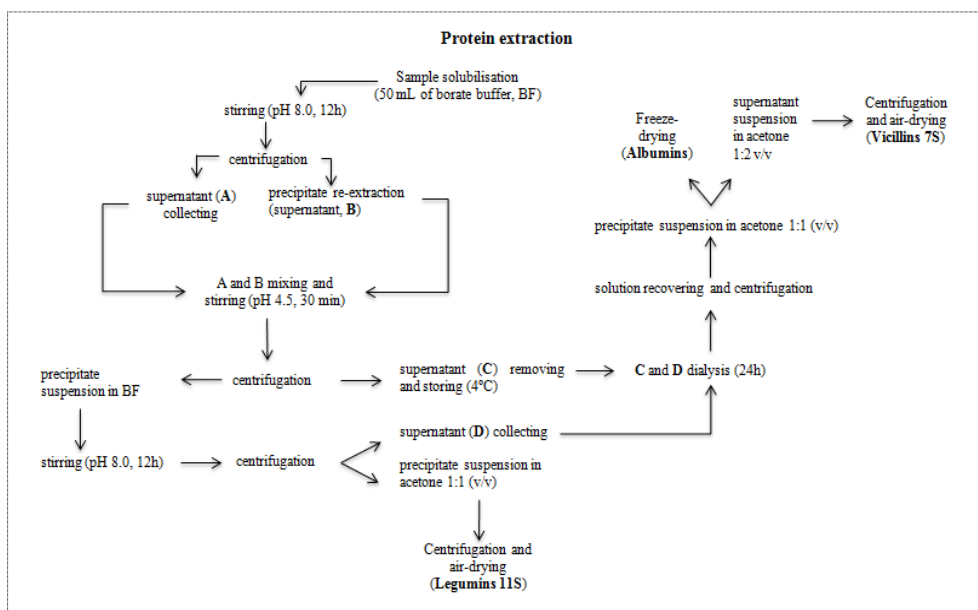 Protein extraction
Sample solubilisation
(50 mL of borate buffer, BF)
stirring (pH 8.0, 12h)
centrifugation
supernatant (A)
collecting
precipitate re-extraction
(supernatant, B)
A and B mixing and
stirring (pH 4.5, 30 min)
centrifugation
precipitate
suspension in BF
supernatant (C) removing
and storing (4°C)
C and D dialysis (24h)
stirring (pH 8.0, 12h)
centrifugation
supernatant (D) collecting
precipitate suspension in
acetone 1:1 (v/v)
Centrifugation and
air-drying
(Legumins 11S)
solution recovering and centrifugation
precipitate suspension in acetone 1:1 (v/v)
Freeze-
drying
(Albumins)
supernatant
suspension
in acetone
1:2 v/v
Centrifugation
and air-drying
(Vicillins 7S)